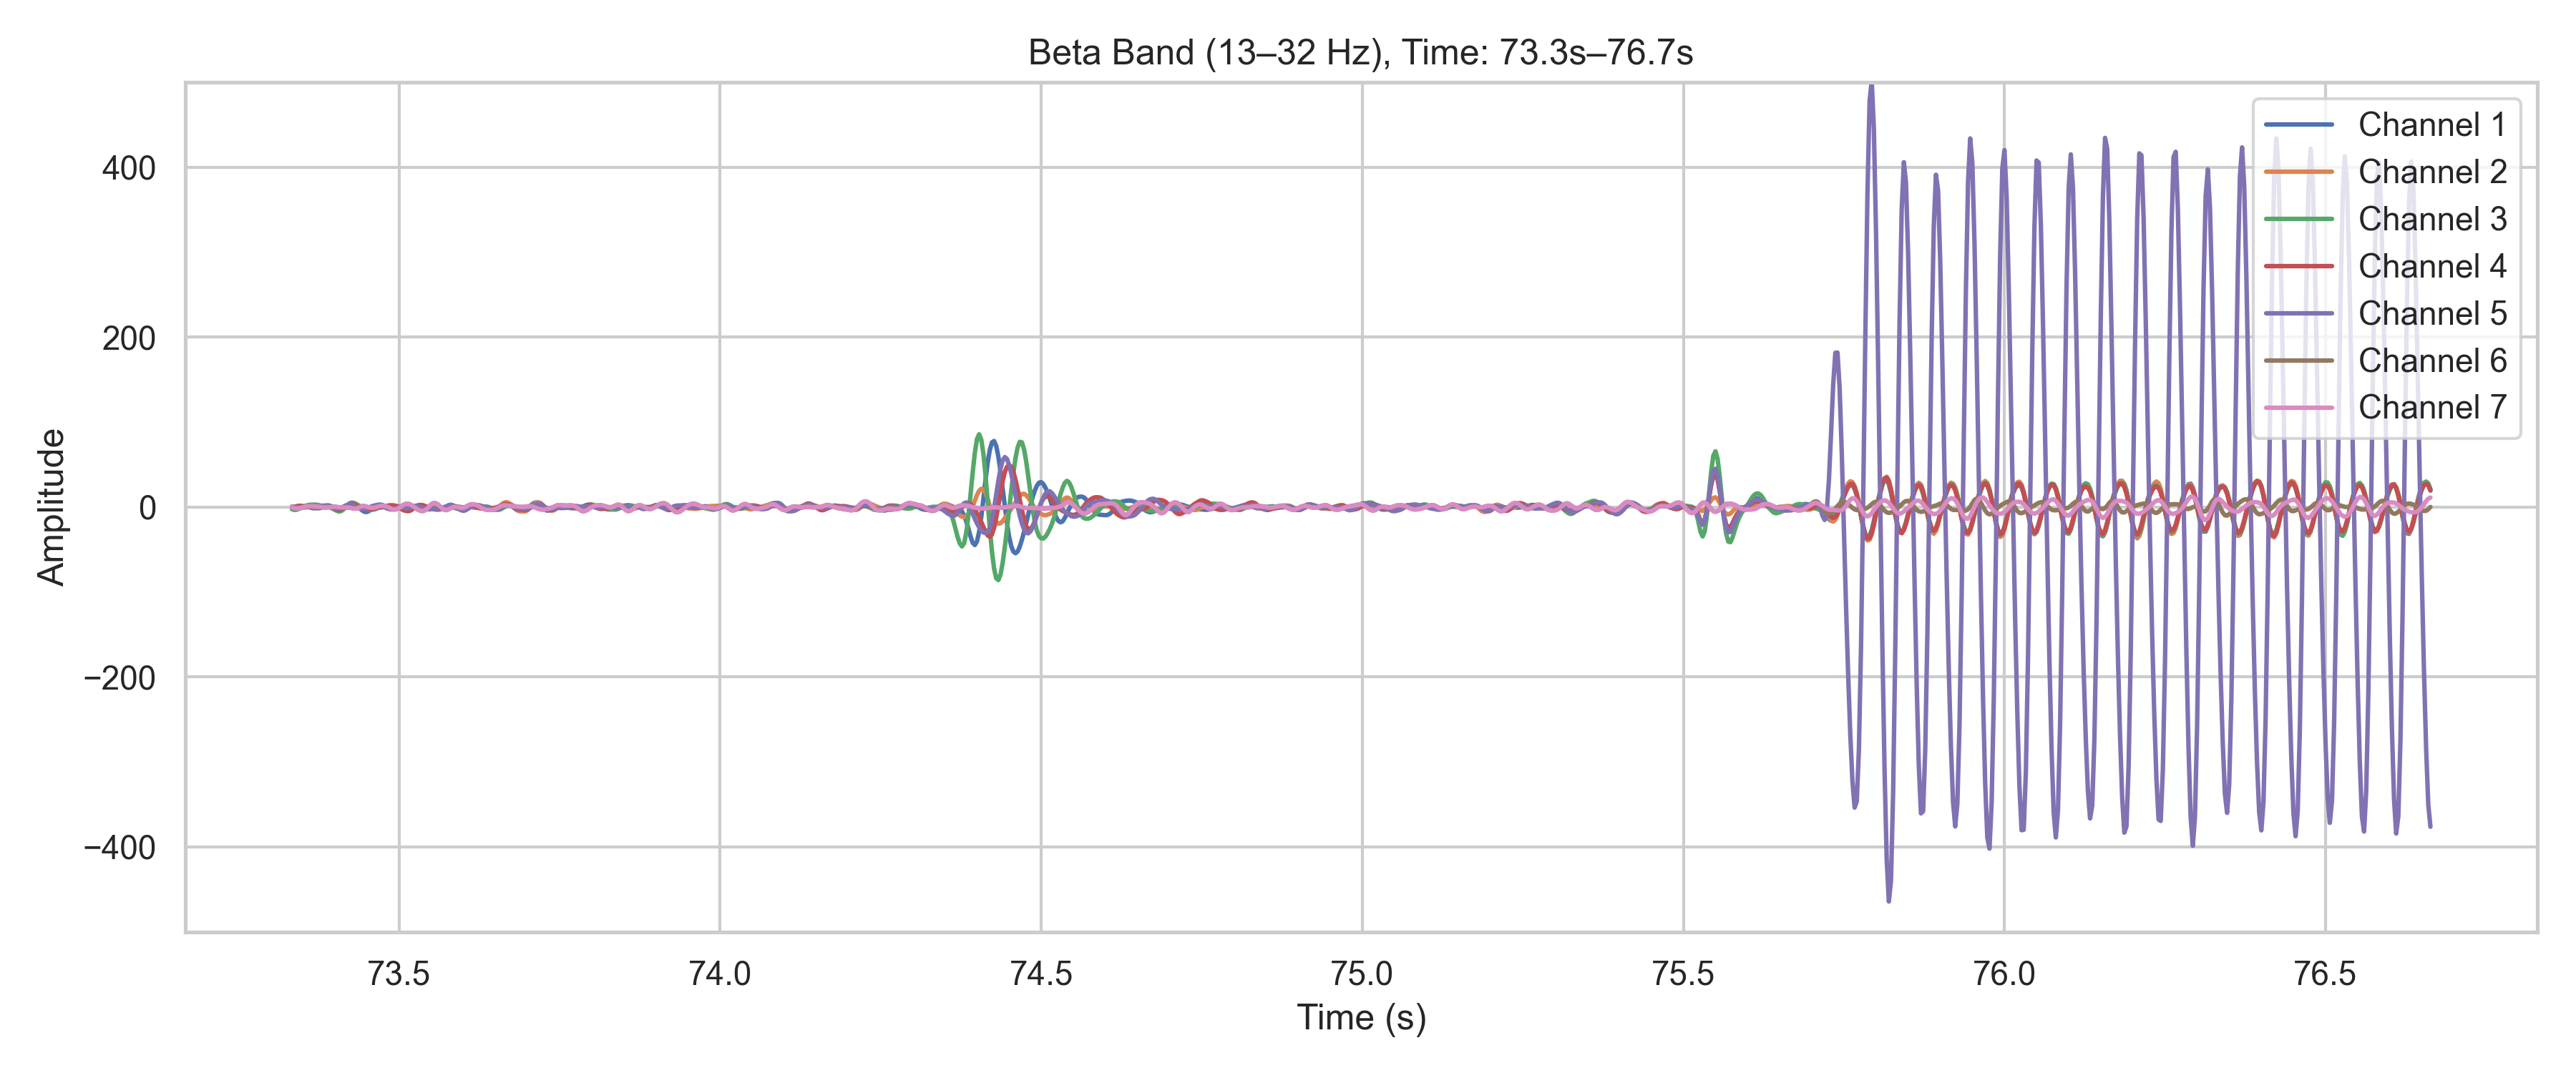 Beta Band (13–32 Hz), Time: 73.3s–76.7s
Amplitude
400
200
0
−200
−400
73.5
74.0
74.5
75.0
75.5
76.0
76.5
Time (s)
Channel 1
Channel 2
Channel 3
Channel 4
Channel 5
Channel 6
Channel 7